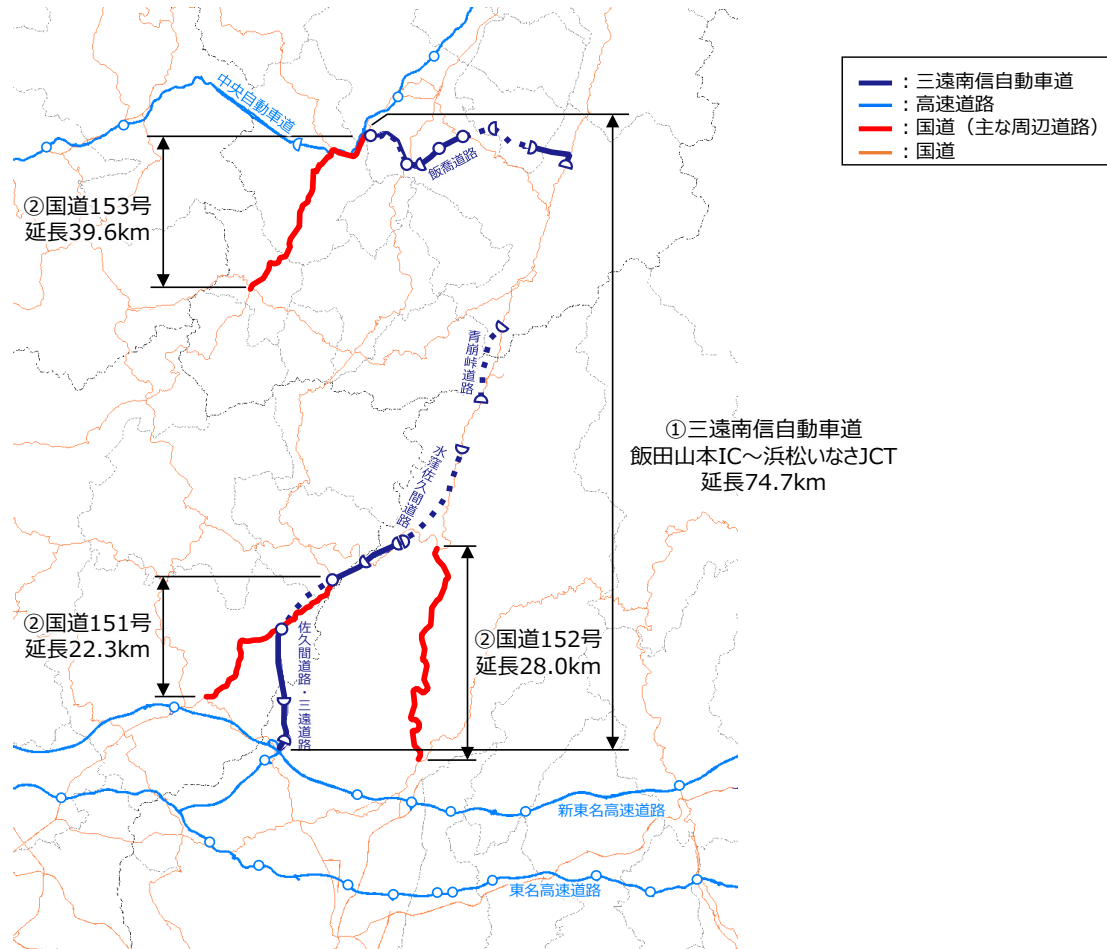 ：三遠南信自動車道
：高速道路
：国道（主な周辺道路）
：国道
中央自動車道
飯喬道路
②国道153号
延長39.6km
青崩峠道路
①三遠南信自動車道
飯田山本IC～浜松いなさJCT
延長74.7km
水窪佐久間道路
②国道151号
延長22.3km
佐久間道路・三遠道路
②国道152号
延長28.0km
新東名高速道路
東名高速道路